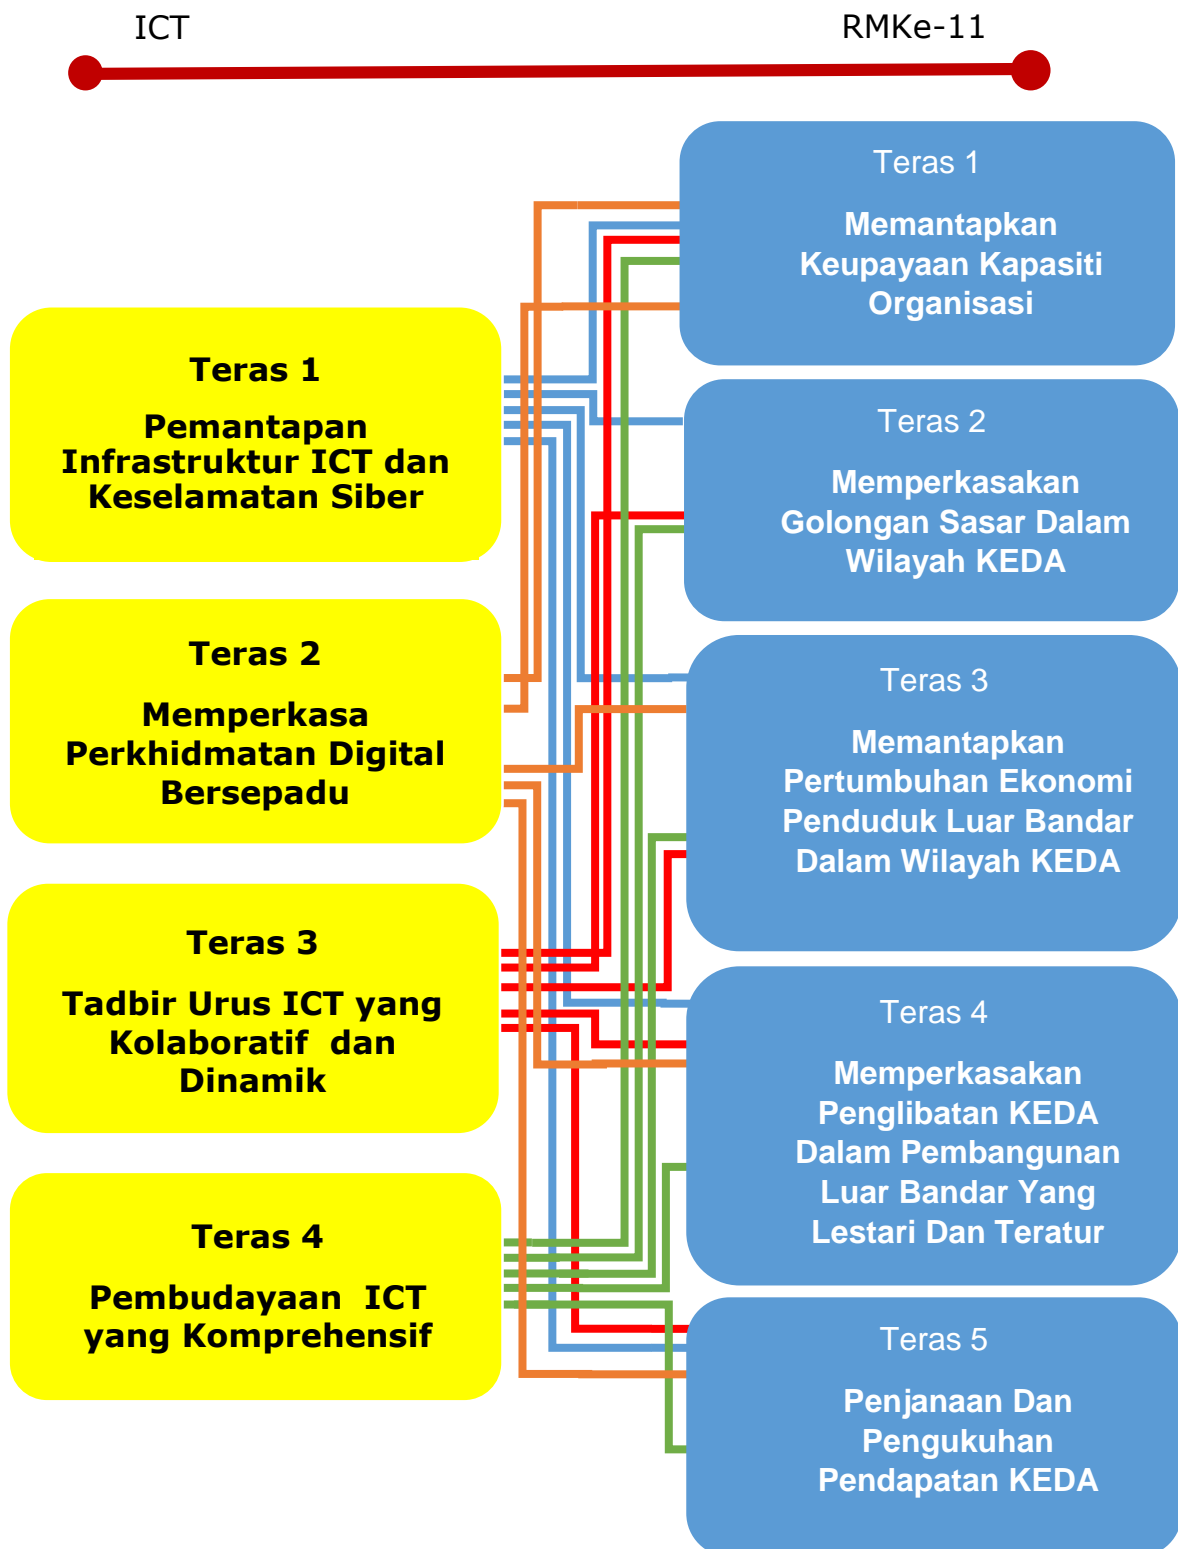 ICT
RMKe-11
Teras 1
Pemantapan
Infrastruktur ICT dan
Keselamatan Siber
Teras 2
Memperkasa
Perkhidmatan Digital
Bersepadu
Teras 3
Tadbir Urus ICT yang
Kolaboratif dan
Dinamik
Teras 4
Pembudayaan ICT
yang Komprehensif
Teras 1
Memantapkan
Keupayaan Kapasiti
Organisasi
Teras 2
Memperkasakan
Golongan Sasar Dalam
Wilayah KEDA
Teras 3
Memantapkan
Pertumbuhan Ekonomi
Penduduk Luar Bandar
Dalam Wilayah KEDA
Teras 4
Memperkasakan
Penglibatan KEDA
Dalam Pembangunan
Luar Bandar Yang
Lestari Dan Teratur
Teras 5
Penjanaan Dan
Pengukuhan
Pendapatan KEDA